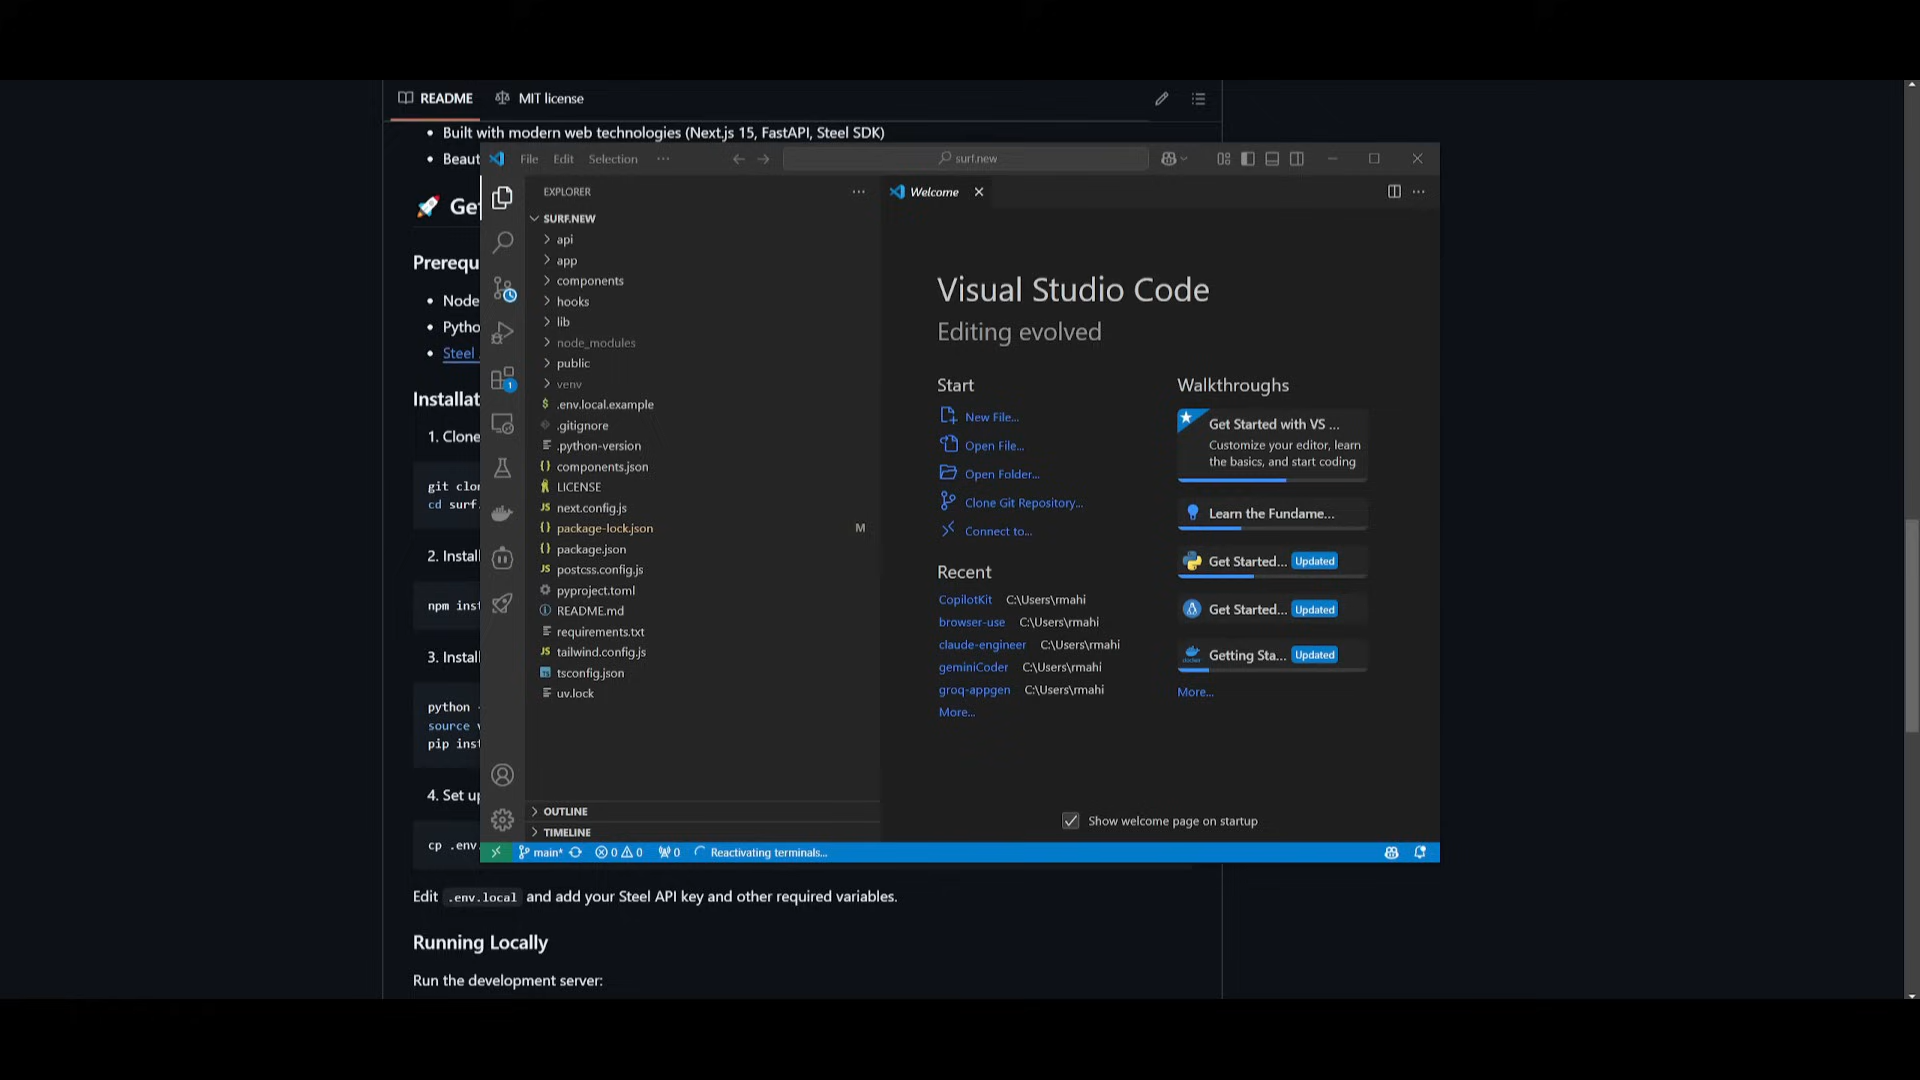 README
MIT license
Built with modern web technologies (Next.js 15, FastAPI, Steel SDK)
Beaut
Get
Prerequ
Node
Pytho
Steel
Installat
1. Clone
git clon
cd surf.
2. Install
npm inst
3. Install
python
source v
pip inst
4. Set up
cp .env.
Edit .env.local and add your Steel API key and other required variables.
Running Locally
Run the development server:
File Edit Selection ···
surf.new
EXPLORER
SURF.NEW
api
app
components
hooks
lib
node_modules
public
venv
.env.local.example
.gitignore
.python-version
components.json
LICENSE
next.config.js
package-lock.json M
package.json
postcss.config.js
pyproject.toml
README.md
requirements.txt
tailwind.config.js
tsconfig.json
uv.lock
OUTLINE
TIMELINE
1
Welcome
Visual Studio Code
Editing evolved
Start
New File...
Open File...
Open Folder...
Clone Git Repository...
Connect to...
Recent
CopilotKit C:\Users\rmahi
browser-use C:\Users\rmahi
claude-engineer C:\Users\rmahi
geminiCoder C:\Users\rmahi
groq-appgen C:\Users\rmahi
More...
Walkthroughs
Get Started with VS ...
Customize your editor, learn
the basics, and start coding
Learn the Fundame...
Get Started... Updated
Get Started... Updated
Getting Sta... Updated
More...
Show welcome page on startup
main* 0 0 0 Reactivating terminals...